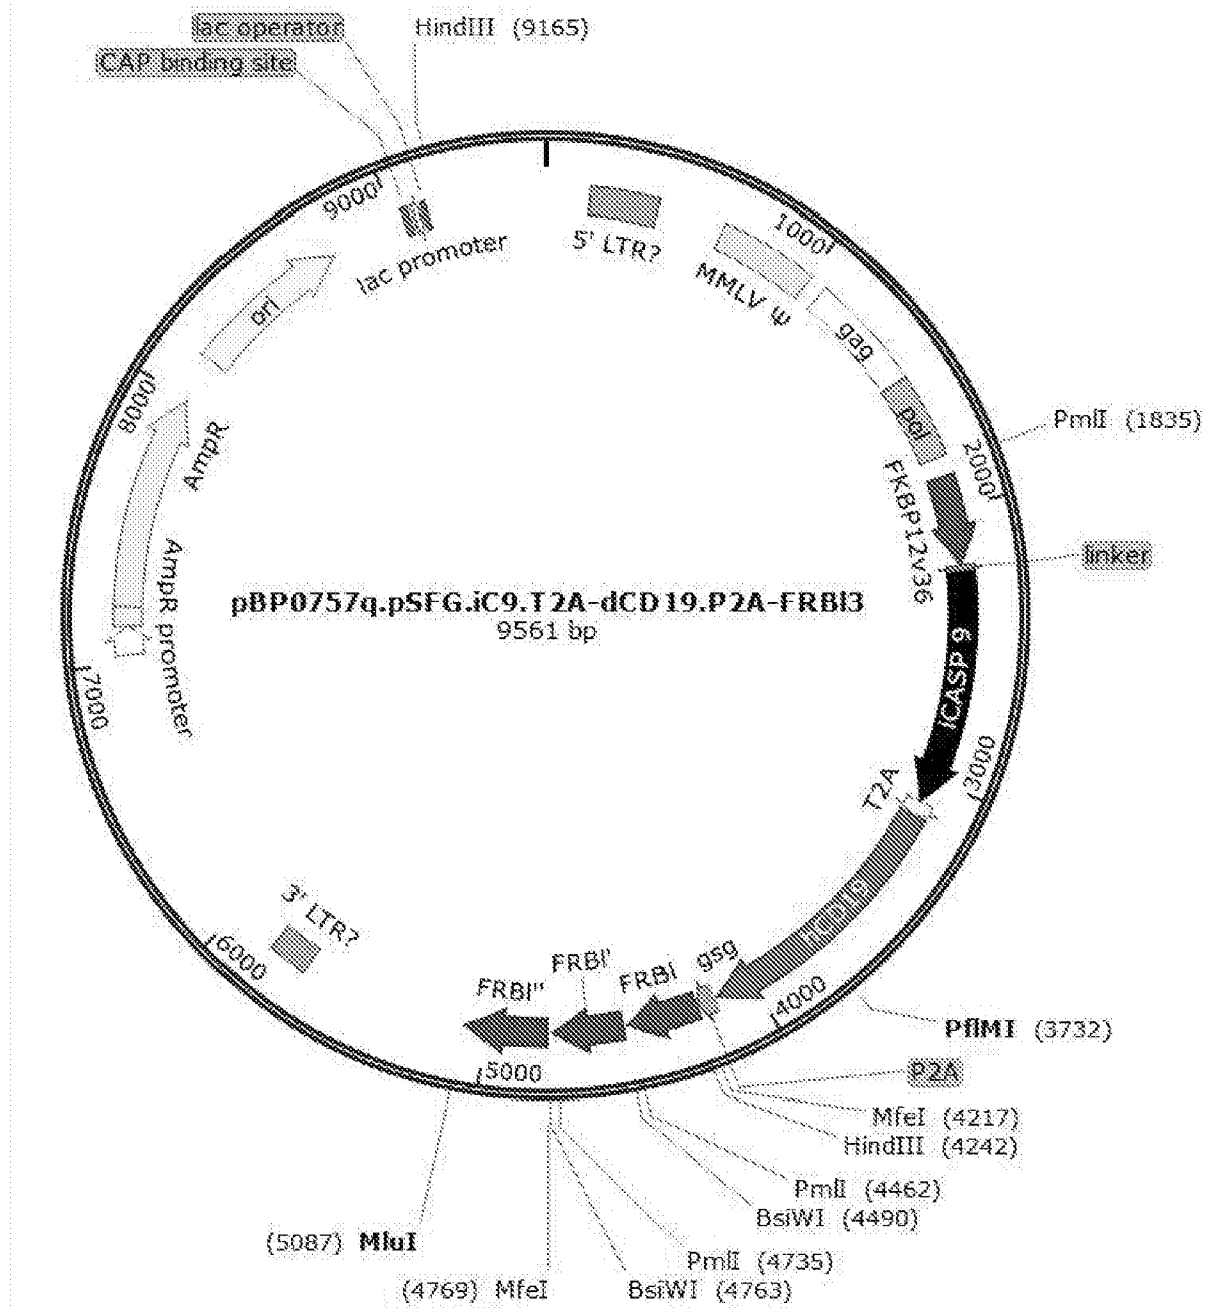 lac operator
HindIII (9165)
CAP binding site
9000
1000
5' LTR?
lac promoter
MMLV Ψ
ori
gag
pol
8000
PmlI (1835)
2000
AmpR
FKBP12v36
linker
AmpR promoter
pBP0757q.pSFG.iC9.T2A-dCD19.P2A-FRBl3
9561 bp
iCASP 9
7000
3000
T2A
3' LTR?
6000
FRBl''
FRBl'
FRBl
gsg
4000
5000
PflMI (3732)
P2A
MfeI (4217)
HindIII (4242)
PmlI (4462)
BsiWI (4490)
(5087) MluI
PmlI (4735)
(4769) MfeI
BsiWI (4763)